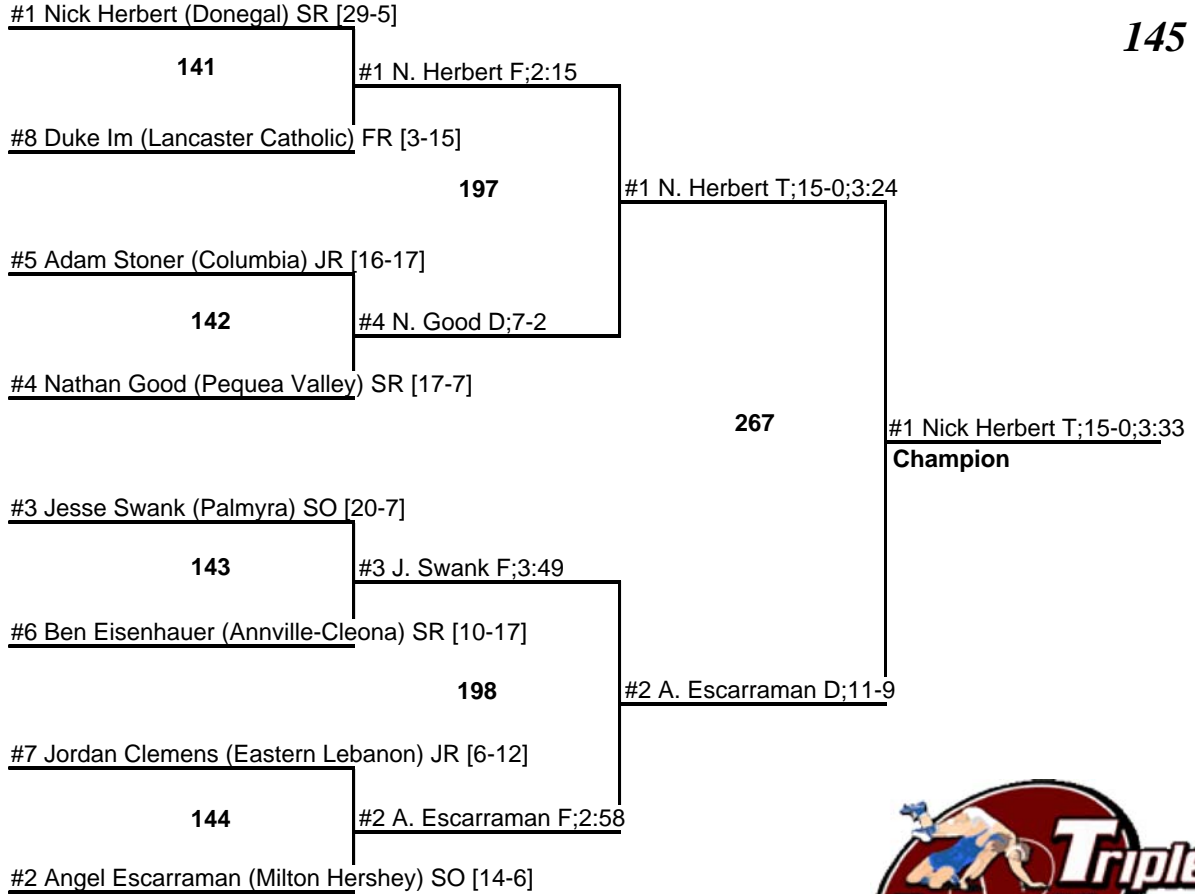 #1 Nick Herbert (Donegal) SR [29-5]
145
141
#1 N. Herbert F;2:15
#8 Duke Im (Lancaster Catholic) FR [3-15]
197
#1 N. Herbert T;15-0;3:24
#5 Adam Stoner (Columbia) JR [16-17]
142
#4 N. Good D;7-2
#4 Nathan Good (Pequea Valley) SR [17-7]
267
#1 Nick Herbert T;15-0;3:33
Champion
#3 Jesse Swank (Palmyra) SO [20-7]
143
#3 J. Swank F;3:49
#6 Ben Eisenhauer (Annville-Cleona) SR [10-17]
198
#2 A. Escarraman D;11-9
#7 Jordan Clemens (Eastern Lebanon) JR [6-12]
144
#2 A. Escarraman F;2:58
Triple
#2 Angel Escarraman (Milton Hershey) SO [14-6]